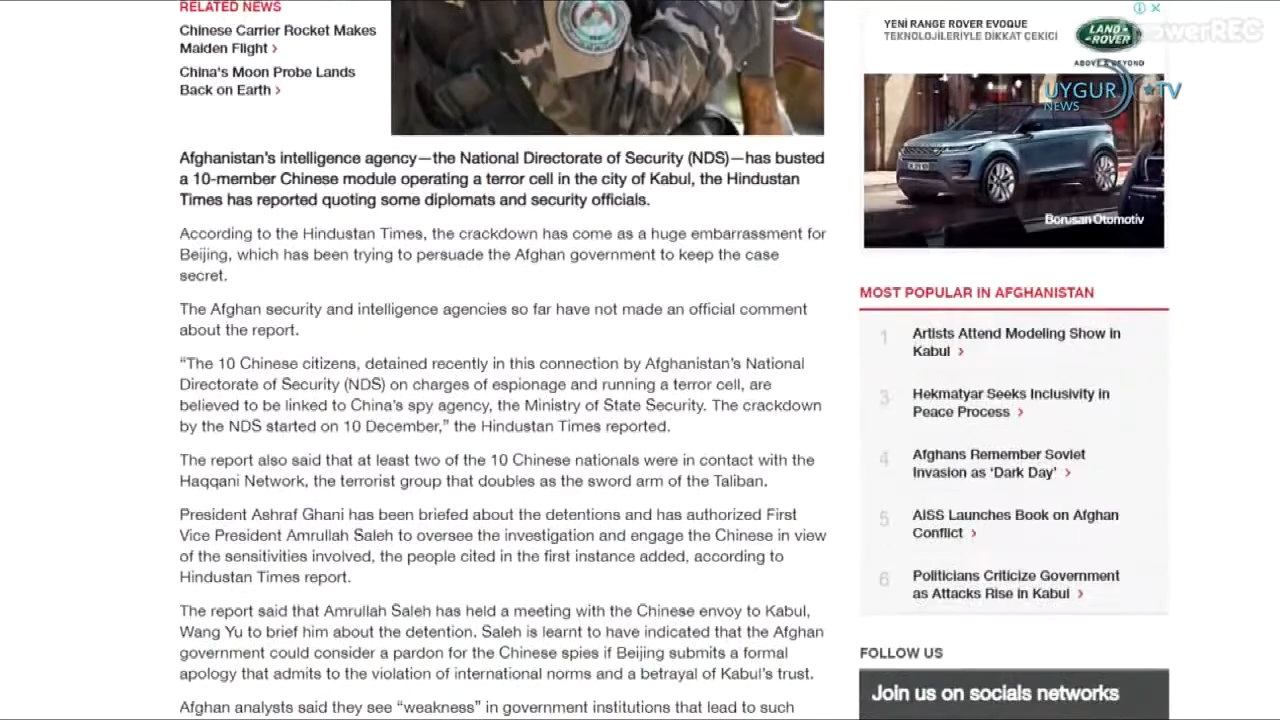 RELATED NEWS
Chinese Carrier Rocket Makes
Maiden Flight ›
China's Moon Probe Lands
Back on Earth ›
Afghanistan's intelligence agency—the National Directorate of Security (NDS)—has busted
a 10-member Chinese module operating a terror cell in the city of Kabul, the Hindustan
Times has reported quoting some diplomats and security officials.
According to the Hindustan Times, the crackdown has come as a huge embarrassment for
Beijing, which has been trying to persuade the Afghan government to keep the case
secret.
The Afghan security and intelligence agencies so far have not made an official comment
about the report.
“The 10 Chinese citizens, detained recently in this connection by Afghanistan's National
Directorate of Security (NDS) on charges of espionage and running a terror cell, are
believed to be linked to China's spy agency, the Ministry of State Security. The crackdown
by the NDS started on 10 December,” the Hindustan Times reported.
The report also said that at least two of the 10 Chinese nationals were in contact with the
Haqqani Network, the terrorist group that doubles as the sword arm of the Taliban.
President Ashraf Ghani has been briefed about the detentions and has authorized First
Vice President Amrullah Saleh to oversee the investigation and engage the Chinese in view
of the sensitivities involved, the people cited in the first instance added, according to
Hindustan Times report.
The report said that Amrullah Saleh has held a meeting with the Chinese envoy to Kabul,
Wang Yu to brief him about the detention. Saleh is learnt to have indicated that the Afghan
government could consider a pardon for the Chinese spies if Beijing submits a formal
apology that admits to the violation of international norms and a betrayal of Kabul's trust.
Afghan analysts said they see “weakness” in government institutions that lead to such
YENİ RANGE ROVER EVOQUE
TEKNOLOJİLERİYLE DİKKAT ÇEKİCİ
LAND ROVER
ABOVE & BEYOND
werREC
UYGUR TV
NEWS
Borusan Otomotiv
MOST POPULAR IN AFGHANISTAN
1 Artists Attend Modeling Show in
Kabul ›
3 Hekmatyar Seeks Inclusivity in
Peace Process ›
4 Afghans Remember Soviet
Invasion as ‘Dark Day’ ›
5 AISS Launches Book on Afghan
Conflict ›
6 Politicians Criticize Government
as Attacks Rise in Kabul ›
FOLLOW US
Join us on socials networks